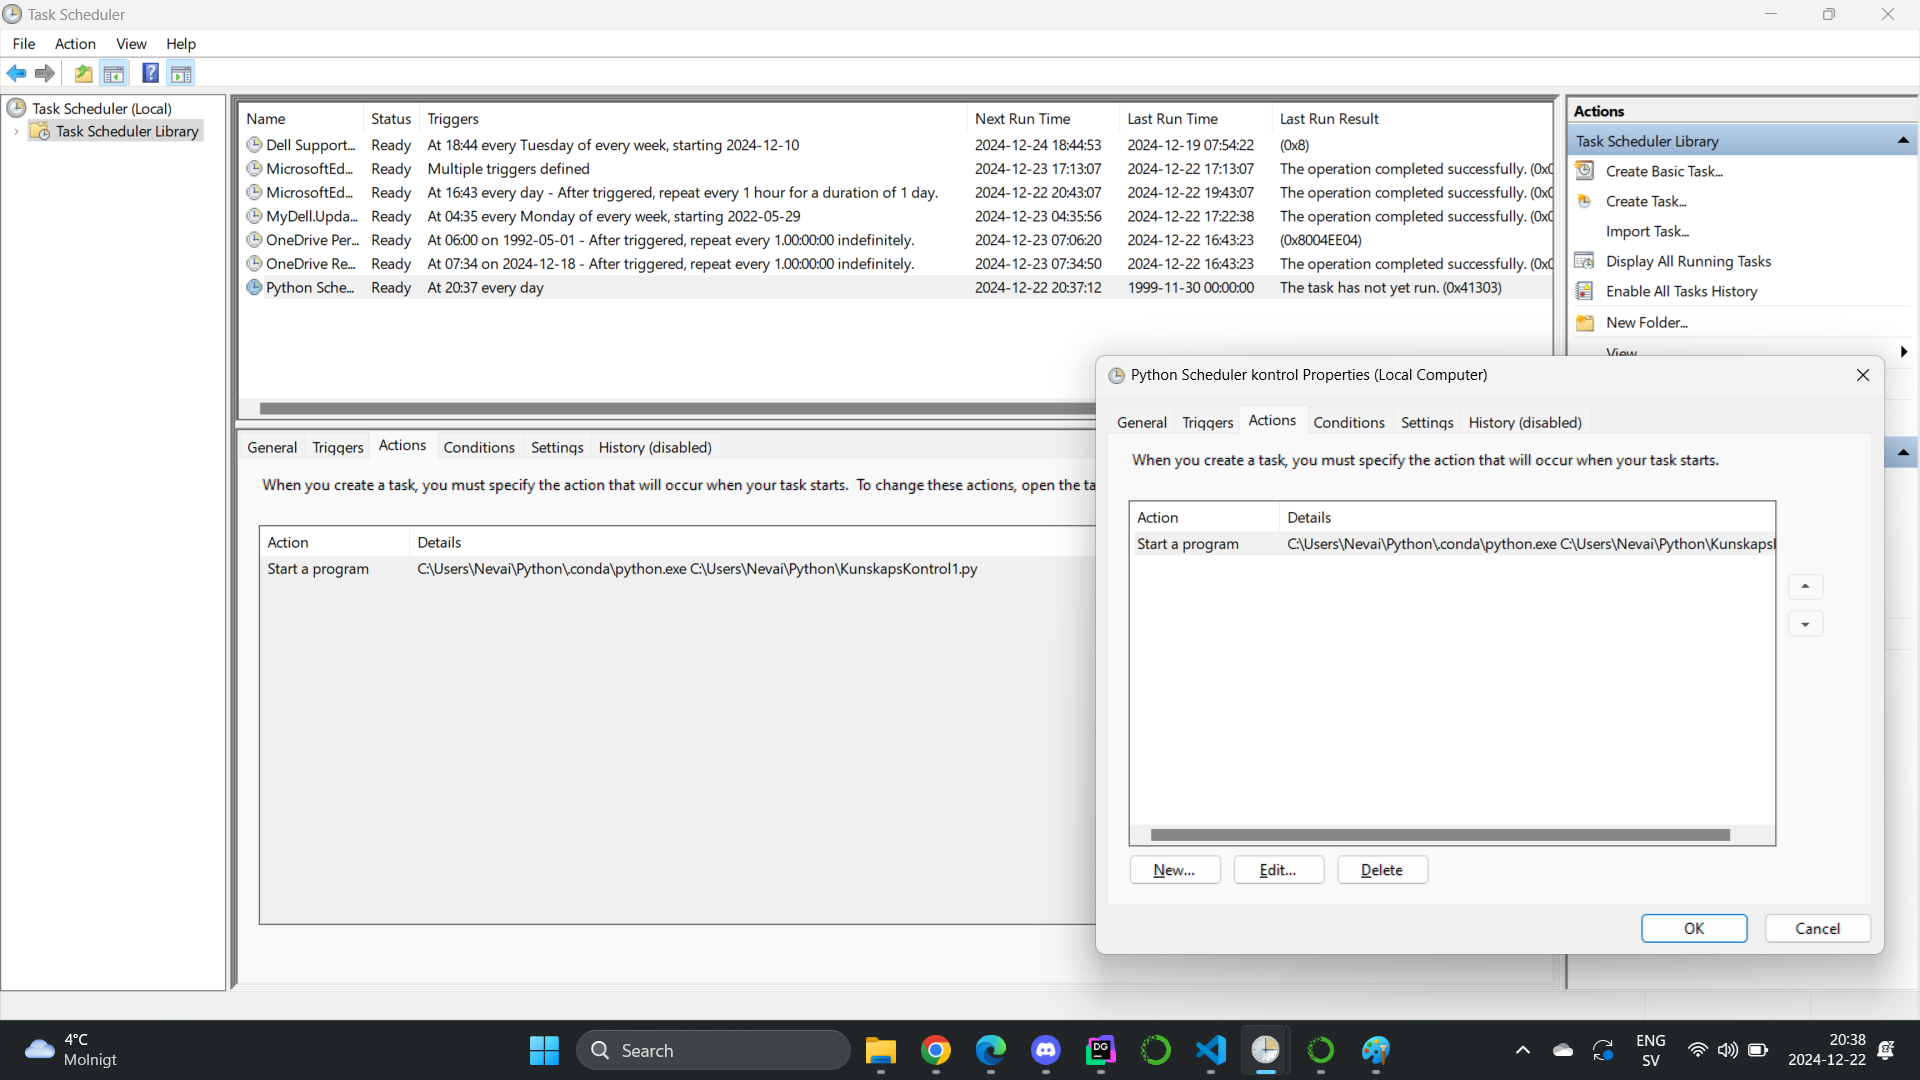 Task Scheduler
File Action View Help
Task Scheduler (Local)
Task Scheduler Library
Name Status Triggers Next Run Time Last Run Time Last Run Result
Dell Support... Ready At 18:44 every Tuesday of every week, starting 2024-12-10 2024-12-24 18:44:53 2024-12-19 07:54:22 (0x8)
MicrosoftEd... Ready Multiple triggers defined 2024-12-23 17:13:07 2024-12-22 17:13:07 The operation completed successfully. (0x0
MicrosoftEd... Ready At 16:43 every day - After triggered, repeat every 1 hour for a duration of 1 day. 2024-12-22 20:43:07 2024-12-22 19:43:07 The operation completed successfully. (0x0
MyDell.Upda... Ready At 04:35 every Monday of every week, starting 2022-05-29 2024-12-23 04:35:56 2024-12-22 17:22:38 The operation completed successfully. (0x0
OneDrive Per... Ready At 06:00 on 1992-05-01 - After triggered, repeat every 1.00:00:00 indefinitely. 2024-12-23 07:06:20 2024-12-22 16:43:23 (0x8004EE04)
OneDrive Re... Ready At 07:34 on 2024-12-18 - After triggered, repeat every 1.00:00:00 indefinitely. 2024-12-23 07:34:50 2024-12-22 16:43:23 The operation completed successfully. (0x0
Python Sche... Ready At 20:37 every day 2024-12-22 20:37:12 1999-11-30 00:00:00 The task has not yet run. (0x41303)
Actions
Task Scheduler Library
Create Basic Task...
Create Task...
Import Task...
Display All Running Tasks
Enable All Tasks History
New Folder...
View
General Triggers Actions Conditions Settings History (disabled)
When you create a task, you must specify the action that will occur when your task starts. To change these actions, open the ta
Action Details
Start a program C:\Users\Nevai\Python\.conda\python.exe C:\Users\Nevai\Python\KunskapsKontrol1.py
Python Scheduler kontrol Properties (Local Computer)
General Triggers Actions Conditions Settings History (disabled)
When you create a task, you must specify the action that will occur when your task starts.
Action Details
Start a program C:\Users\Nevai\Python\.conda\python.exe C:\Users\Nevai\Python\Kunskaps
New... Edit... Delete
OK Cancel
4°C
Molnigt
Search
DG
ENG
SV
20:38
2024-12-22